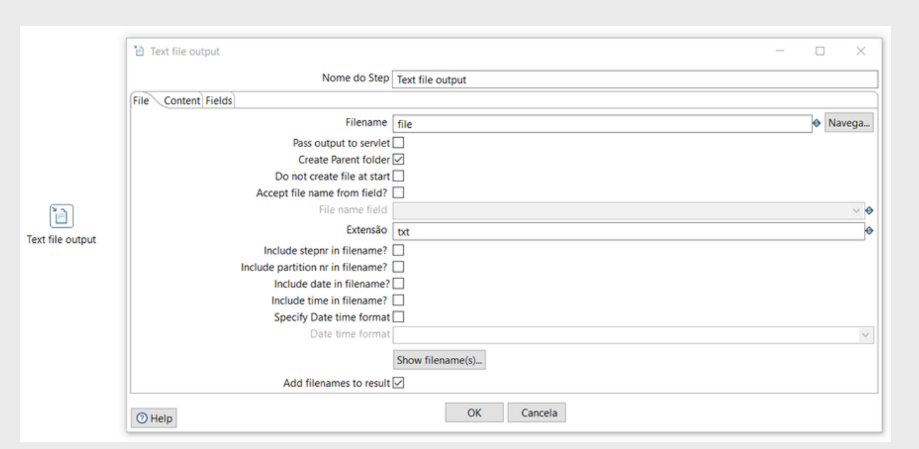 Text file output
Nome do Step Text file output
File Content Fields
Filename file Navega...
Pass output to servlet
Create Parent folder
Do not create file at start
Accept file name from field?
File name field
Text file output
Extensão txt
Include stepnr in filename?
Include partition nr in filename?
Include date in filename?
Include time in filename?
Specify Date time format
Date time format
Show filename(s)...
Add filenames to result
Help OK Cancela